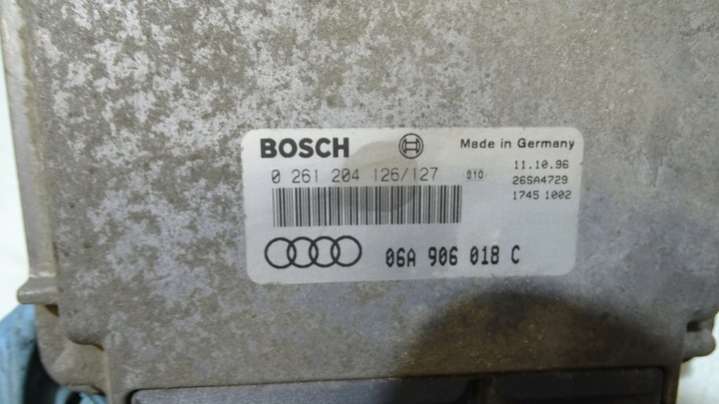 BOSCH
Made in Germany
0 261 204 126/127
010
11.10.96
26SA4729
1745 1002
06A 906 018 C